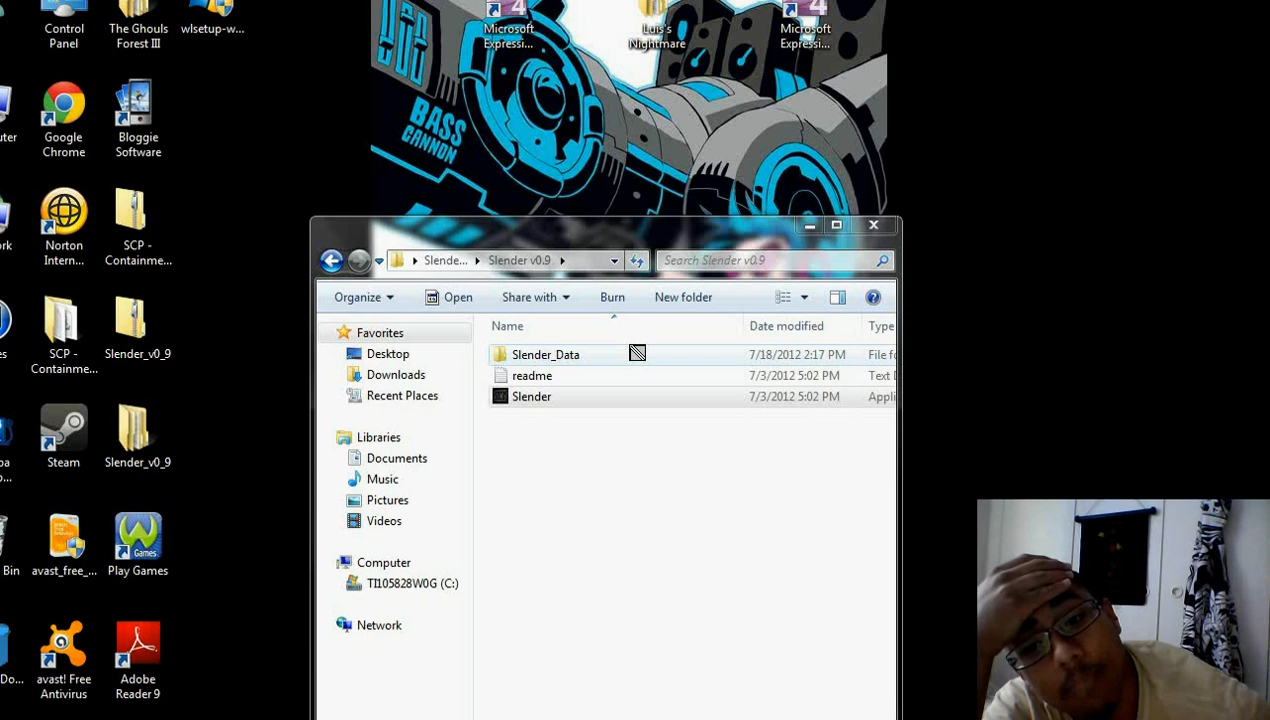 Control
Panel
The Ghouls
Forest III
wlsetup-w...
Microsoft
Expressi...
Luis's
Nightmare
Microsoft
Expressi...
BASS
CANNON
uter
Google
Chrome
Bloggie
Software
ork
Norton
Intern...
SCP -
Containme...
es
SCP -
Containme...
Slender_v0_9
Steam
Slender_v0_9
Bin
avast_free_...
Play Games
Do...
avast! Free
Antivirus
Adobe
Reader 9
Slende...
Slender v0.9
Search Slender v0.9
Organize
Open
Share with
Burn
New folder
Favorites
Desktop
Downloads
Recent Places
Libraries
Documents
Music
Pictures
Videos
Computer
TI105828W0G (C:)
Network
Name
Date modified
Type
Slender_Data
7/18/2012 2:17 PM
File fo
readme
7/3/2012 5:02 PM
Text D
Slender
7/3/2012 5:02 PM
Appli